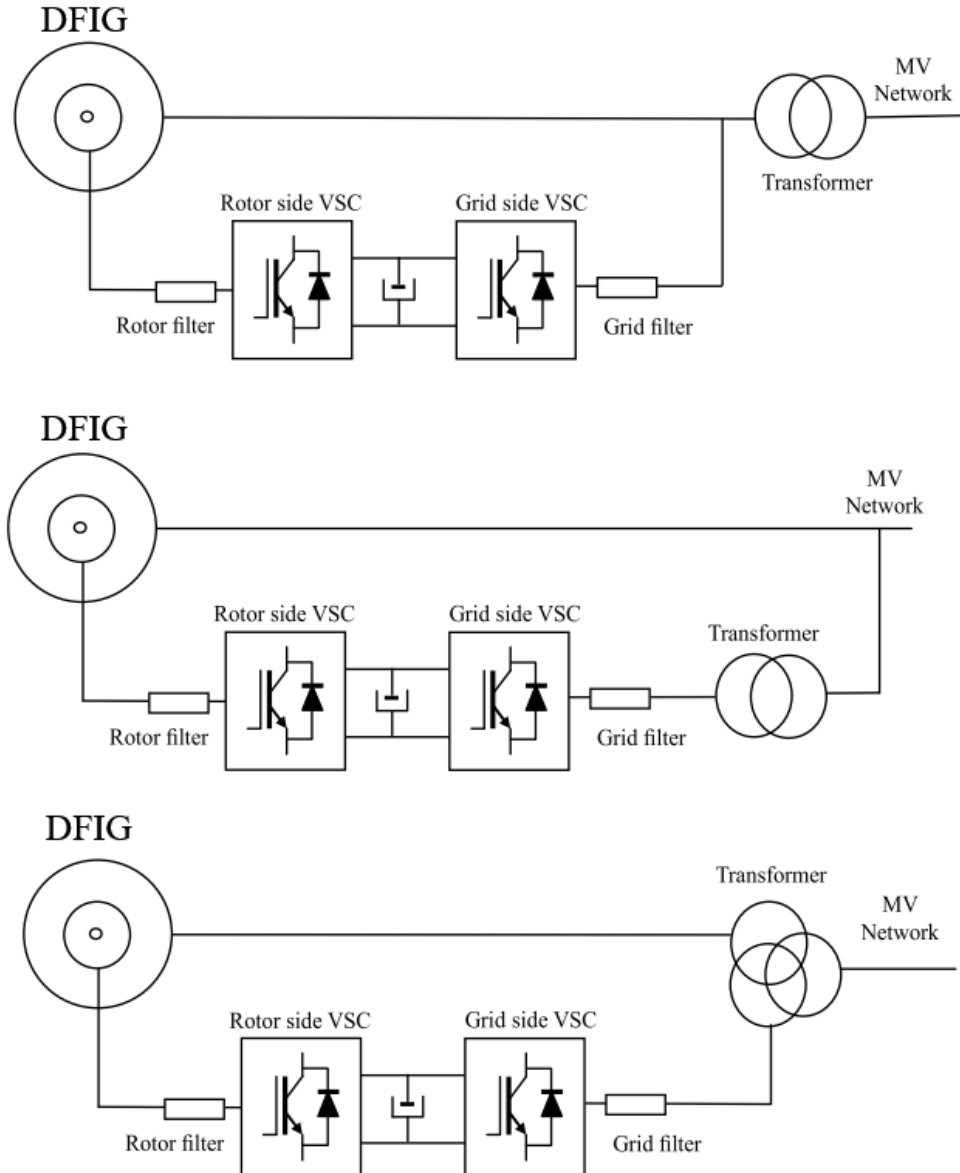 DFIG
MV
Network
Transformer
Rotor side VSC
Grid side VSC
Rotor filter
Grid filter
DFIG
MV
Network
Rotor side VSC
Grid side VSC
Transformer
Rotor filter
Grid filter
DFIG
Transformer
MV
Network
Rotor side VSC
Grid side VSC
Rotor filter
Grid filter